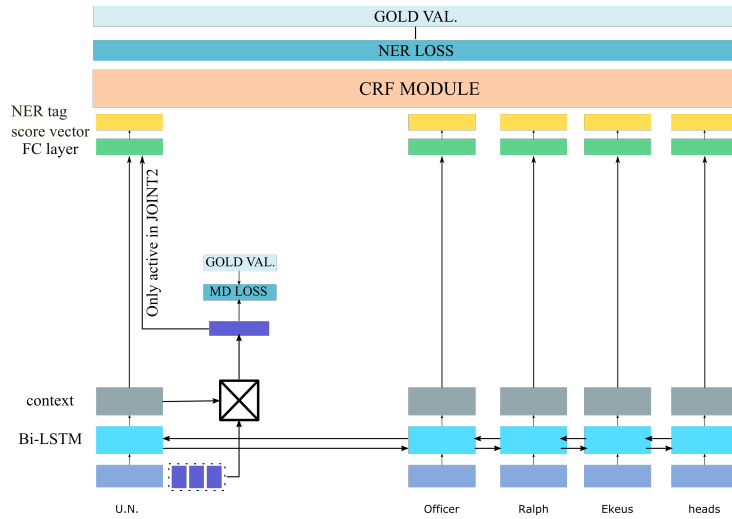 GOLD VAL.
NER LOSS
CRF MODULE
NER tag
score vector
FC layer
Only active in JOINT2
GOLD VAL.
MD LOSS
context
Bi-LSTM
U.N.
Officer
Ralph
Ekeus
heads